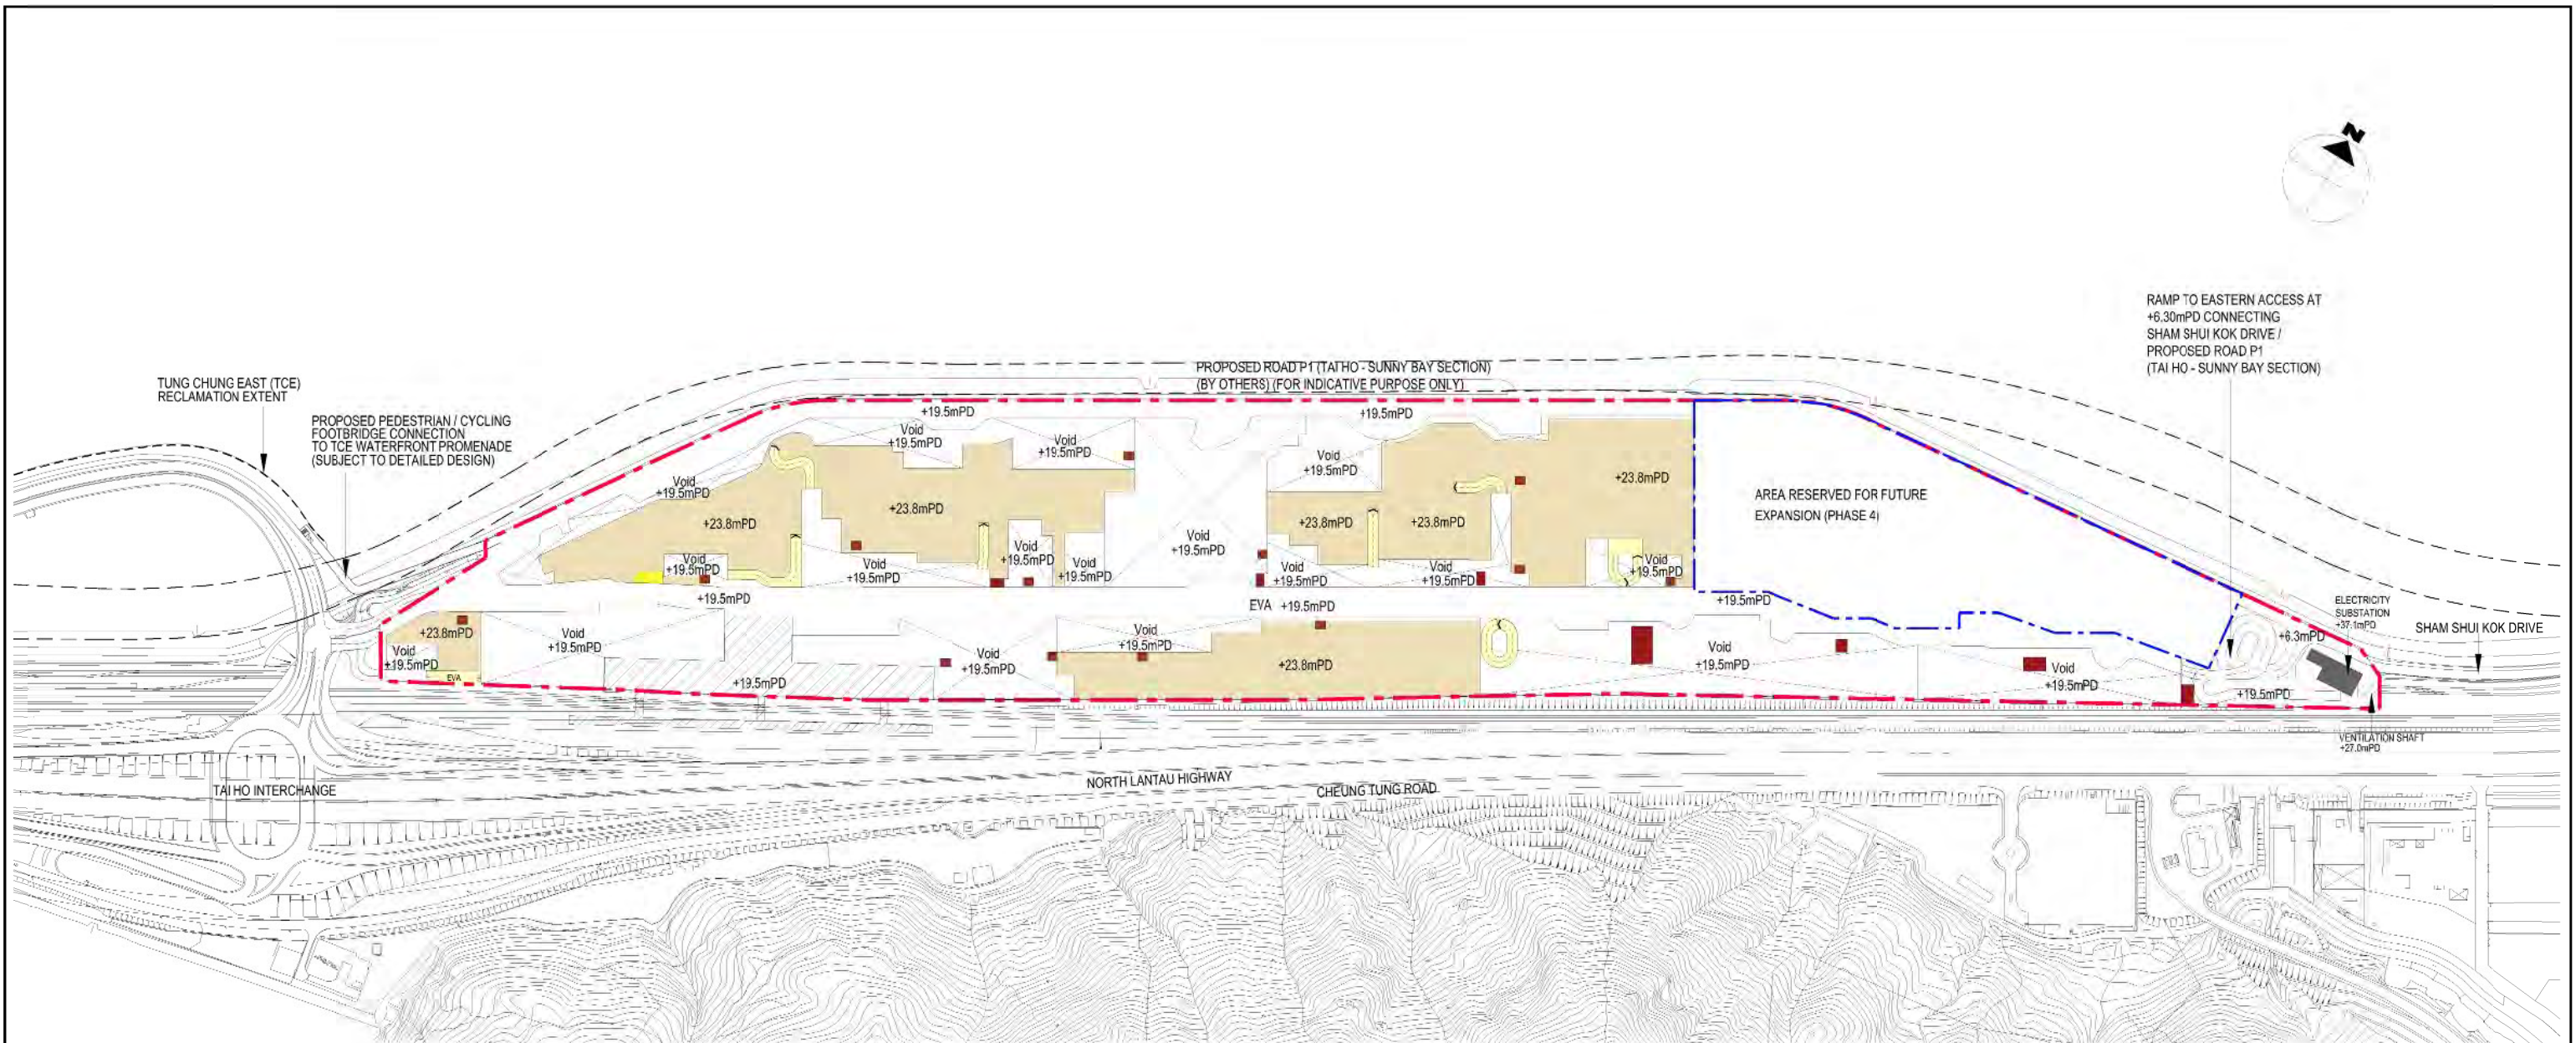 N
RAMP TO EASTERN ACCESS AT
+6.30mPD CONNECTING
SHAM SHUI KOK DRIVE /
PROPOSED ROAD P1
(TAI HO - SUNNY BAY SECTION)
PROPOSED ROAD P1 (TAI HO - SUNNY BAY SECTION)
(BY OTHERS) (FOR INDICATIVE PURPOSE ONLY)
TUNG CHUNG EAST (TCE)
RECLAMATION EXTENT
PROPOSED PEDESTRIAN / CYCLING
FOOTBRIDGE CONNECTION
TO TCE WATERFRONT PROMENADE
(SUBJECT TO DETAILED DESIGN)
+19.5mPD
+19.5mPD
Void
+19.5mPD
Void
+19.5mPD
Void
+19.5mPD
Void
+19.5mPD
+23.8mPD
AREA RESERVED FOR FUTURE
EXPANSION (PHASE 4)
+23.8mPD
+23.8mPD
+23.8mPD
+23.8mPD
Void
+19.5mPD
Void
+19.5mPD
Void
+19.5mPD
Void
+19.5mPD
Void
+19.5mPD
Void
+19.5mPD
Void
+19.5mPD
Void
+19.5mPD
+19.5mPD
EVA +19.5mPD
+19.5mPD
ELECTRICITY
SUBSTATION
+37.1mPD
SHAM SHUI KOK DRIVE
+6.3mPD
+23.8mPD
Void
+19.5mPD
EVA
Void
+19.5mPD
+19.5mPD
Void
+19.5mPD
Void
+19.5mPD
+23.8mPD
Void
+19.5mPD
Void
+19.5mPD
+19.5mPD
VENTILATION SHAFT
+27.0mPD
NORTH LANTAU HIGHWAY
CHEUNG TUNG ROAD
TAI HO INTERCHANGE